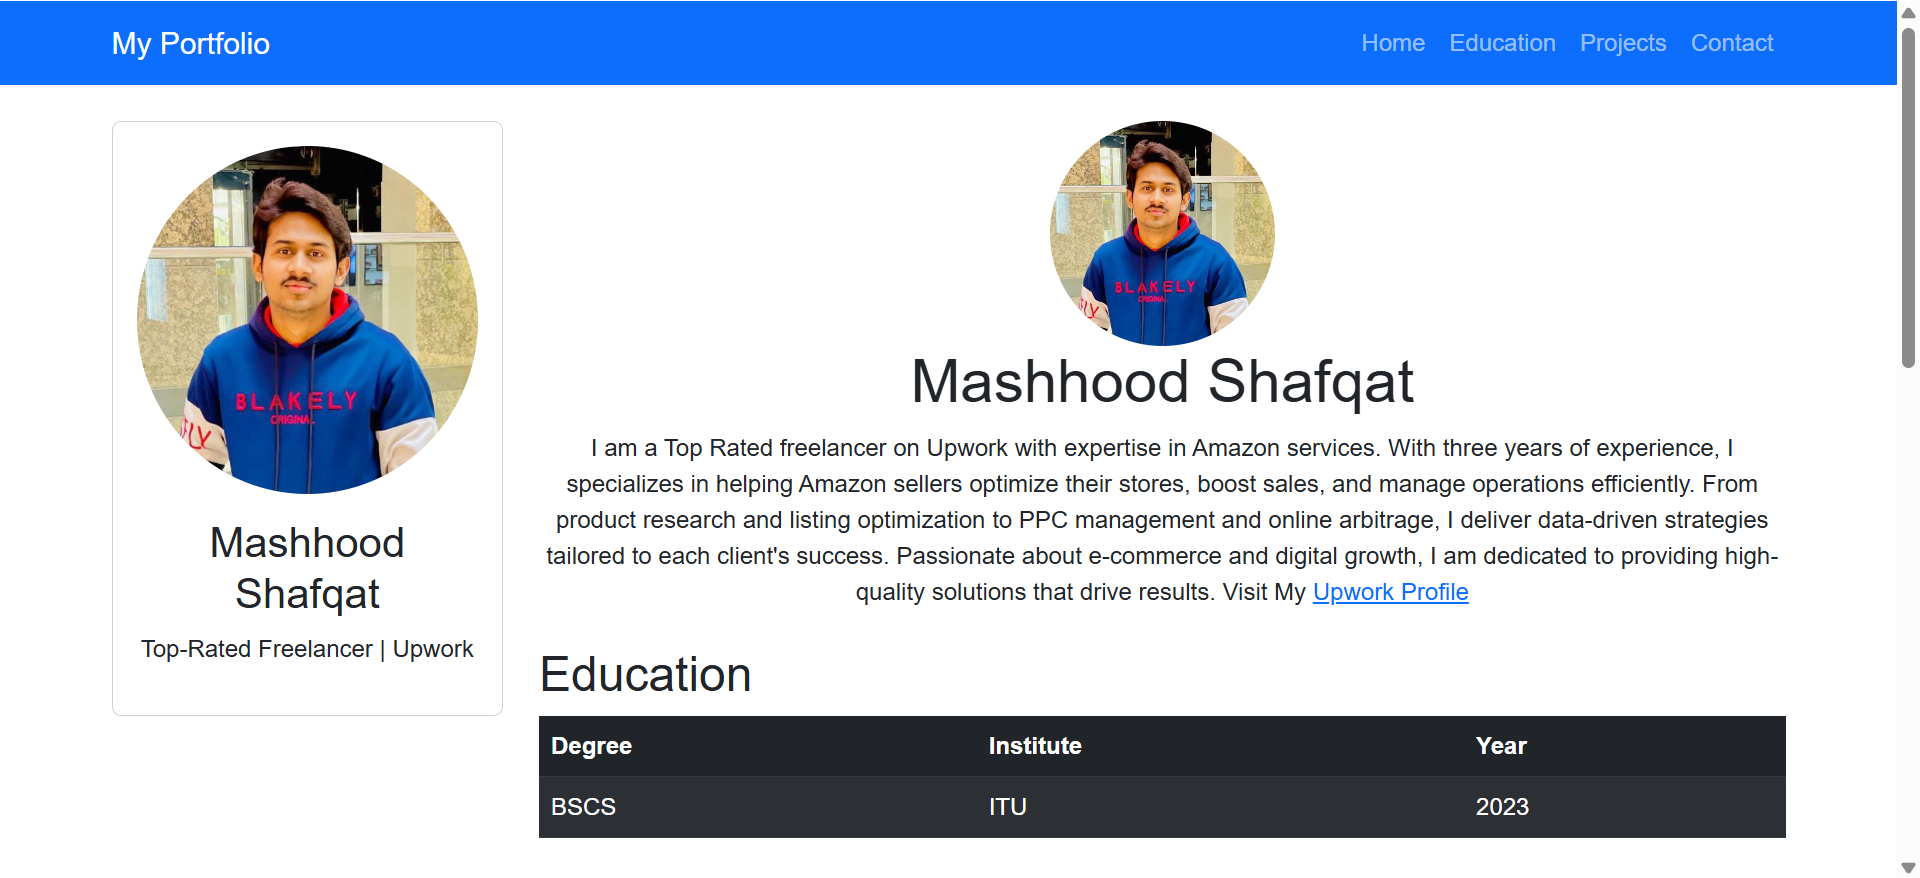 My Portfolio
Home Education Projects Contact
BLAKELY
ORIGINAL
Mashhood
Shafqat
Top-Rated Freelancer | Upwork
BLAKELY
ORIGINAL
Mashhood Shafqat
I am a Top Rated freelancer on Upwork with expertise in Amazon services. With three years of experience, I
specializes in helping Amazon sellers optimize their stores, boost sales, and manage operations efficiently. From
product research and listing optimization to PPC management and online arbitrage, I deliver data-driven strategies
tailored to each client's success. Passionate about e-commerce and digital growth, I am dedicated to providing high-
quality solutions that drive results. Visit My Upwork Profile
Education
Degree Institute Year
BSCS ITU 2023